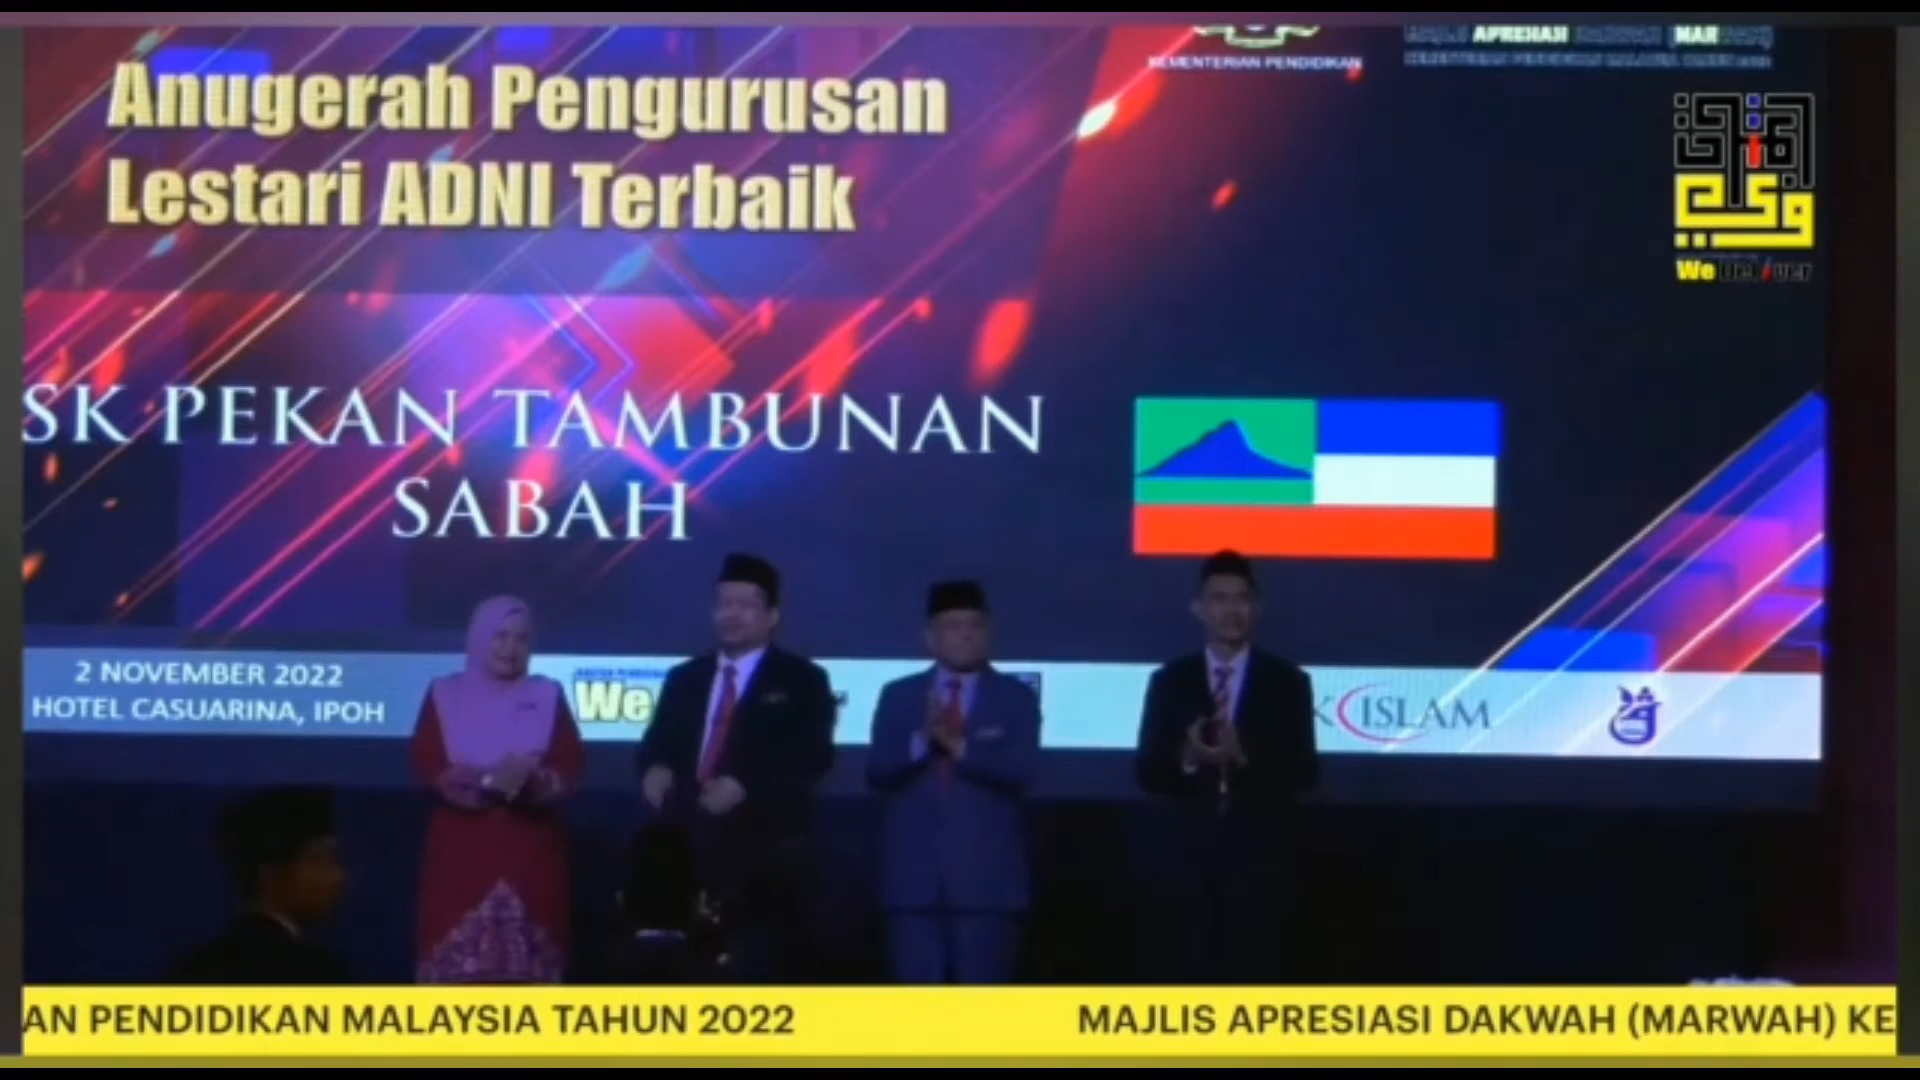 KEMENTERIAN PENDIDIKAN
Anugerah Pengurusan
Lestari ADNI Terbaik
We Deliver
SK PEKAN TAMBUNAN
SABAH
2 NOVEMBER 2022
HOTEL CASUARINA, IPOH
We
K ISLAM
AN PENDIDIKAN MALAYSIA TAHUN 2022 MAJLIS APRESIASI DAKWAH (MARWAH) KE